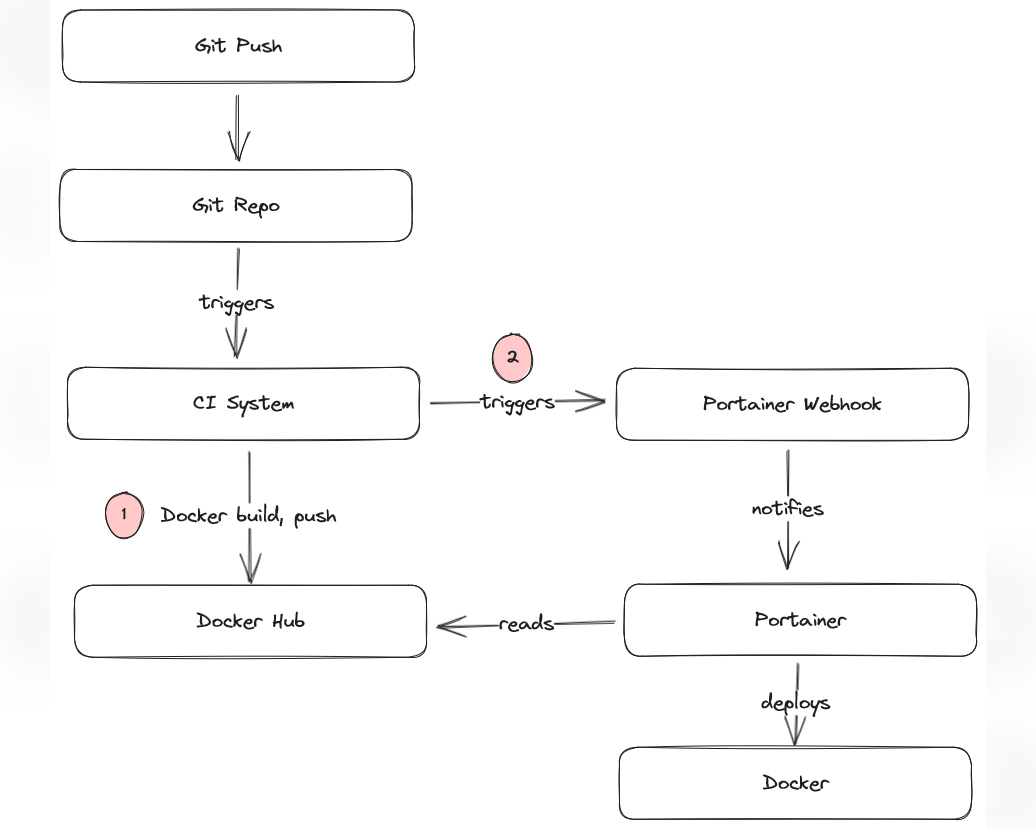 Git Push
Git Repo
triggers
2
CI System
triggers
Portainer Webhook
1
Docker build, push
notifies
Docker Hub
reads
Portainer
deploys
Docker